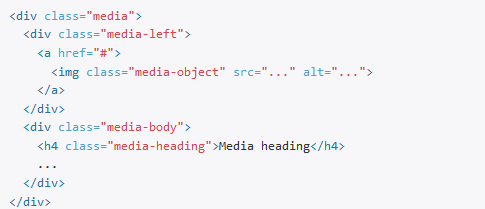 <div class="media">
  <div class="media-left">
    <a href="#">
      <img class="media-object" src="..." alt="...">
    </a>
  </div>
  <div class="media-body">
    <h4 class="media-heading">Media heading</h4>
    ...
  </div>
</div>